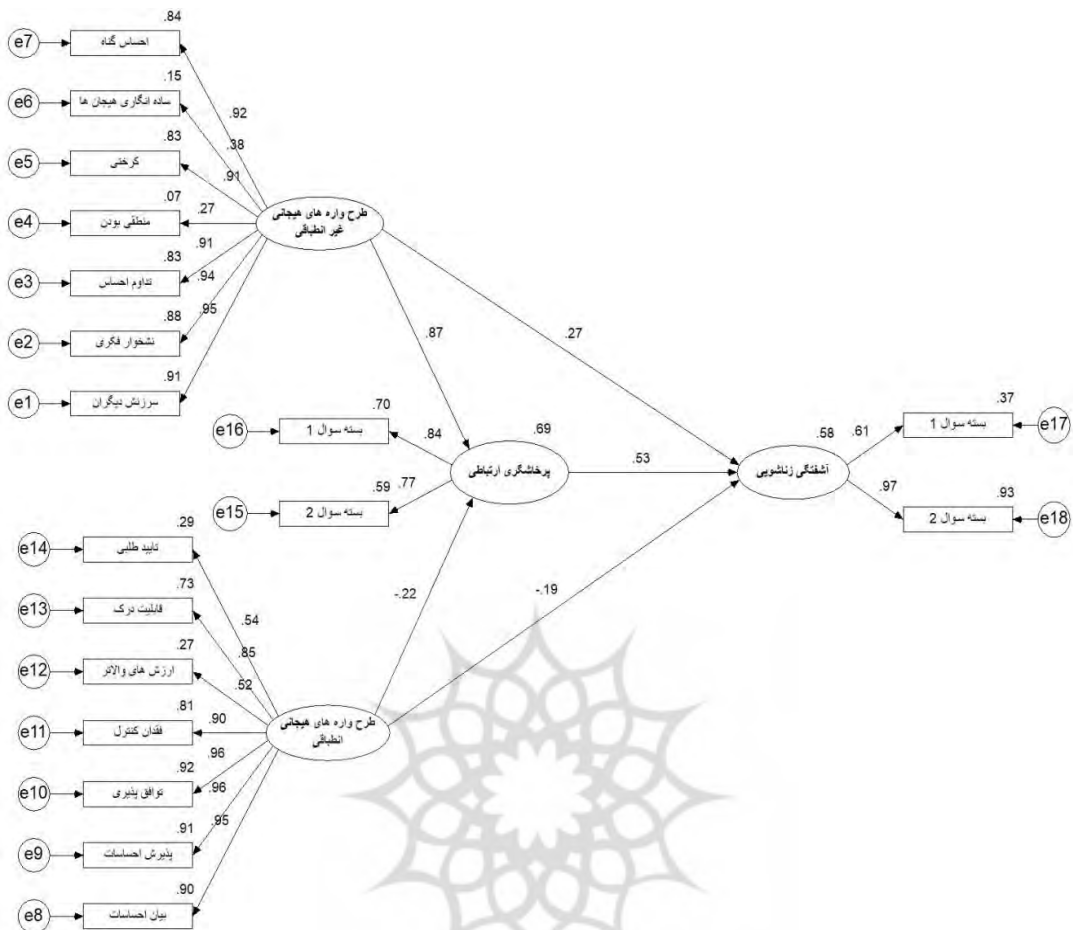 .84
e7
احساس گناه
.92
.15
e6
ساده انگاری هیجان ها
.38
.83
e5
کرختی
.91
.07
e4
منطقی بودن
.27
.83
e3
تداوم احساس
.91
.88
e2
نشخوار فکری
.94
.91
e1
سرزنش دیگران
.95
طرح واره های هیجانی
غیر انطباقی
.87
.27
.70
e16
بسته سوال 1
.84
.59
e15
بسته سوال 2
.77
.69
پرخاشگری ارتباطی
.53
.58
آشفتگی زناشویی
.61
.37
بسته سوال 1
e17
.97
.93
بسته سوال 2
e18
-.22
-.19
.29
e14
تایید طلبی
.54
.73
e13
قابلیت درک
.85
.27
e12
ارزش های والاتر
.52
.81
e11
فقدان کنترل
.90
.92
e10
توافق پذیری
.96
.91
e9
پذیرش احساسات
.96
.90
e8
بیان احساسات
.95
طرح واره های هیجانی
انطباقی